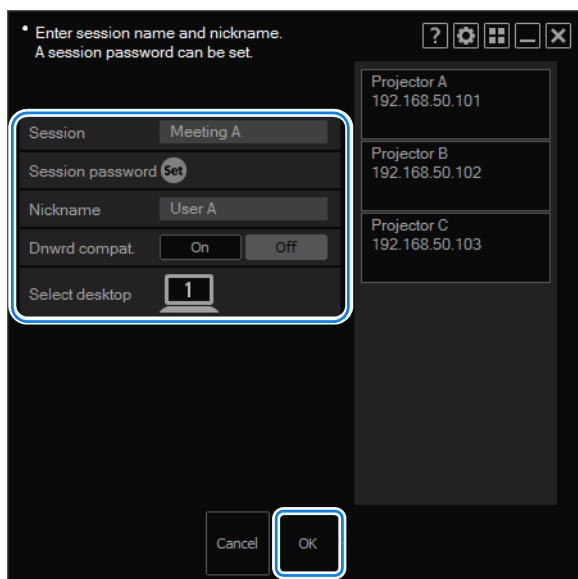 • Enter session name and nickname.
A session password can be set.
?
Projector A
192.168.50.101
Projector B
192.168.50.102
Projector C
192.168.50.103
Session Meeting A
Session password Set
Nickname User A
Dnwrd compat. On Off
Select desktop 1
Cancel OK